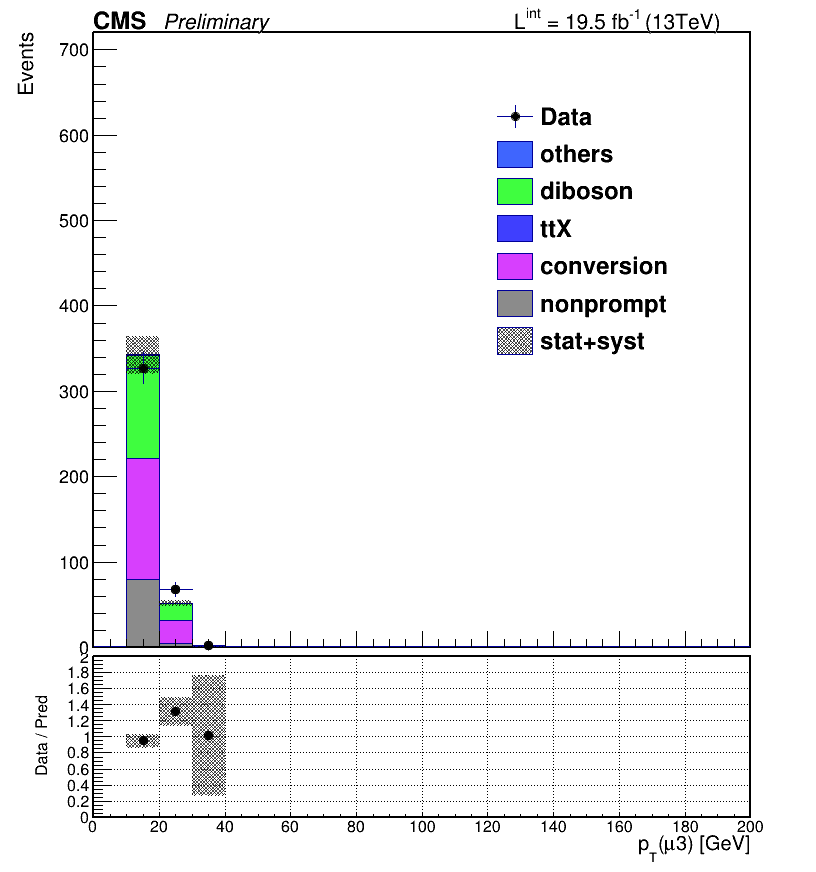 CMS Preliminary L^int = 19.5 fb^-1 (13TeV)
Events
700
600
500
400
300
200
100
0
Data
others
diboson
ttX
conversion
nonprompt
stat+syst
Data / Pred
2
1.8
1.6
1.4
1.2
1
0.8
0.6
0.4
0.2
0
0 20 40 60 80 100 120 140 160 180 200
p_T(μ3) [GeV]